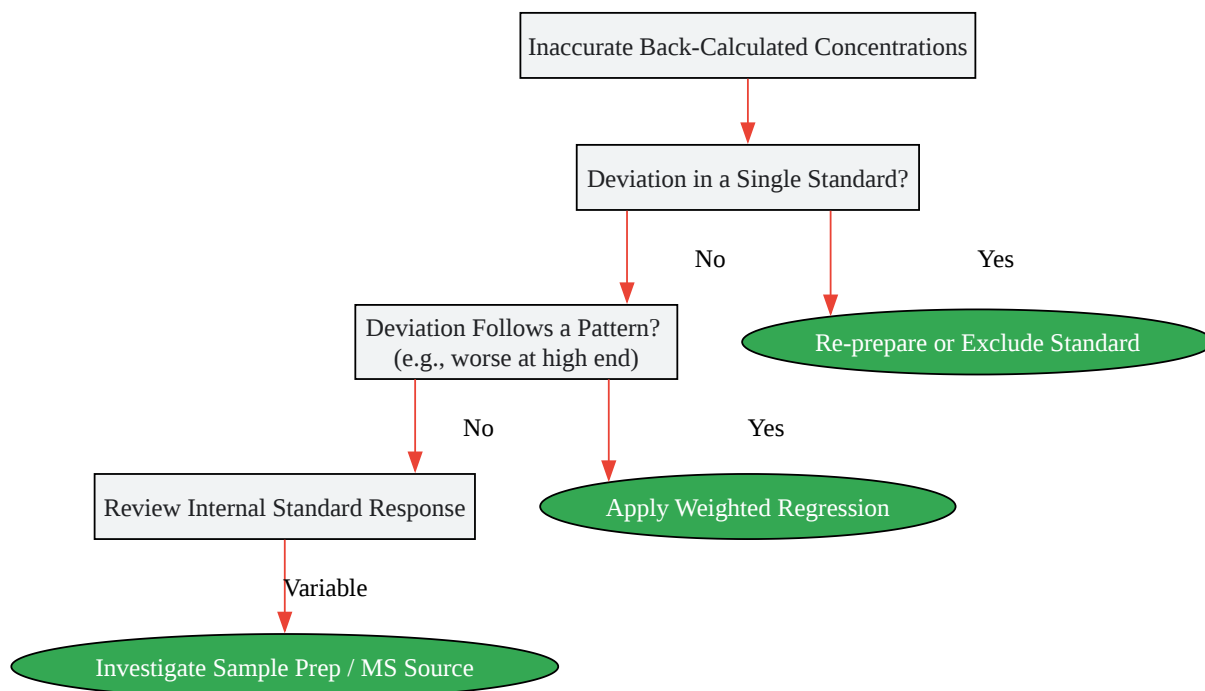 Inaccurate Back-Calculated Concentrations
Deviation in a Single Standard?
No
Yes
Deviation Follows a Pattern?
(e.g., worse at high end)
Re-prepare or Exclude Standard
No
Yes
Review Internal Standard Response
Apply Weighted Regression
Variable
Investigate Sample Prep / MS Source